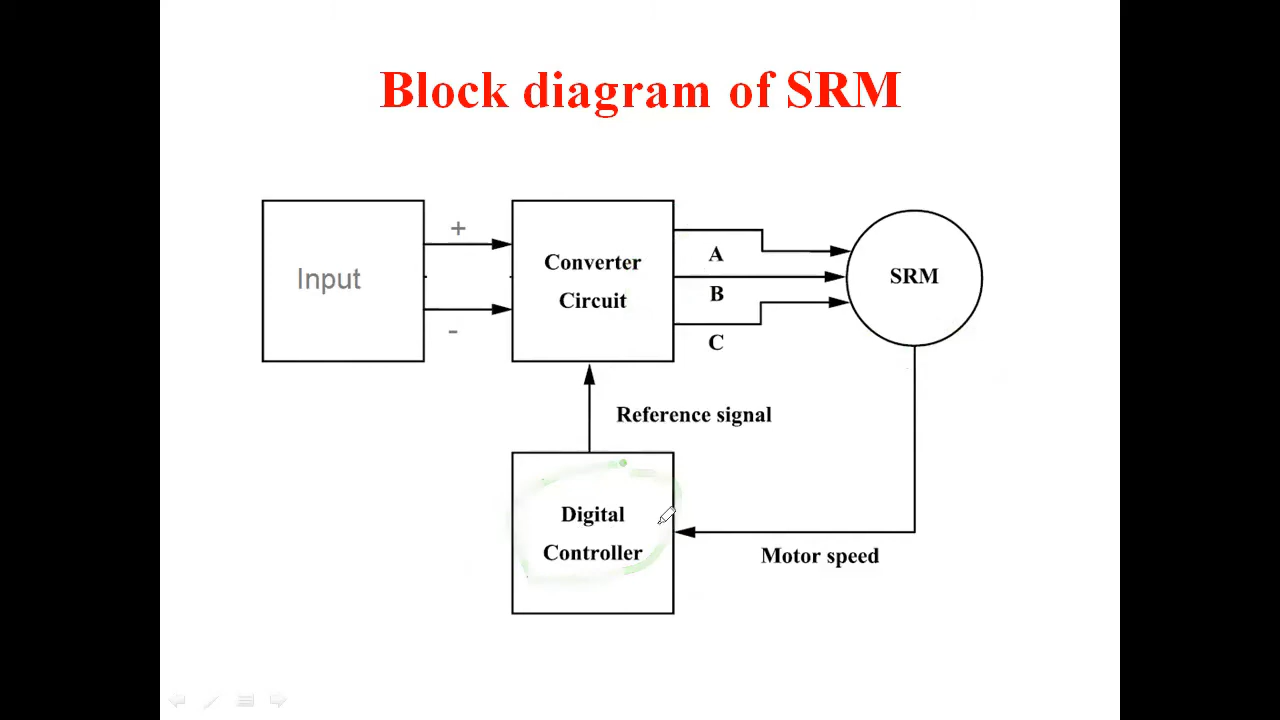 Block diagram of SRM
Input
+
-
Converter
Circuit
A
B
C
SRM
Reference signal
Digital
Controller
Motor speed